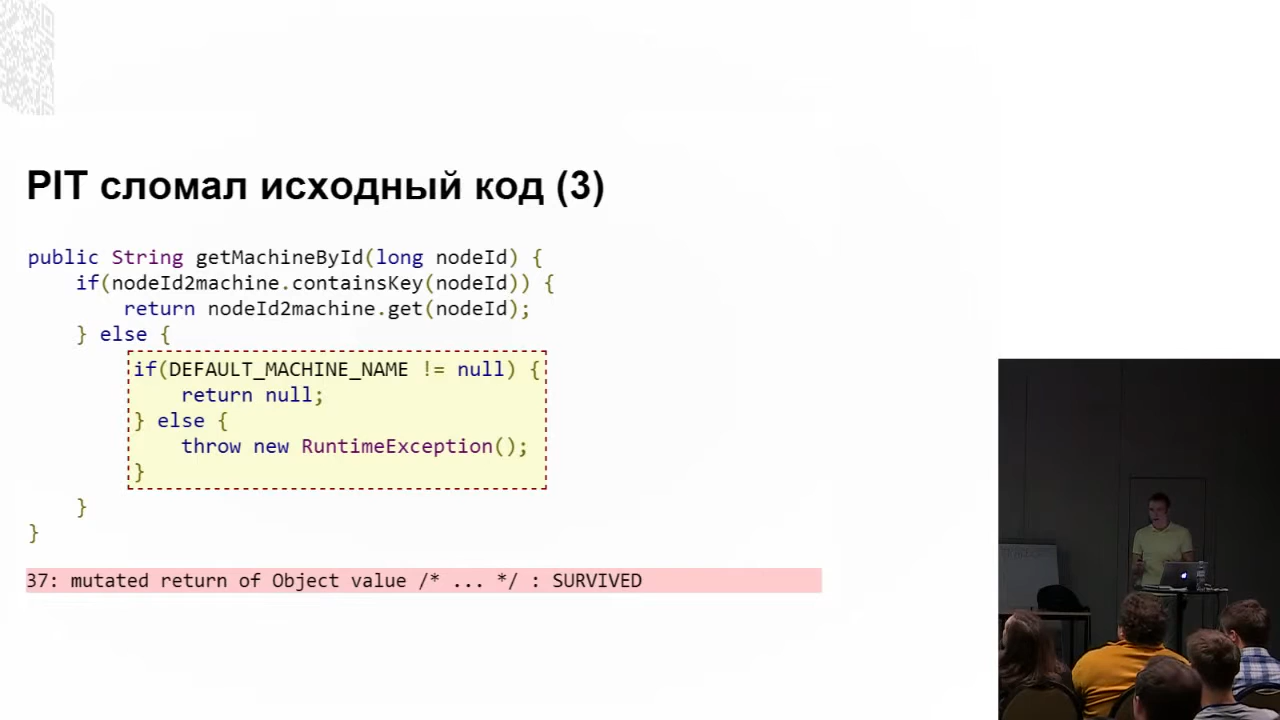 PIT сломал исходный код (3)
public String getMachineById(long nodeId) {
if(nodeId2machine.containsKey(nodeId)) {
return nodeId2machine.get(nodeId);
} else {
if(DEFAULT_MACHINE_NAME != null) {
return null;
} else {
throw new RuntimeException();
}
}
}
37: mutated return of Object value /* ... */ : SURVIVED